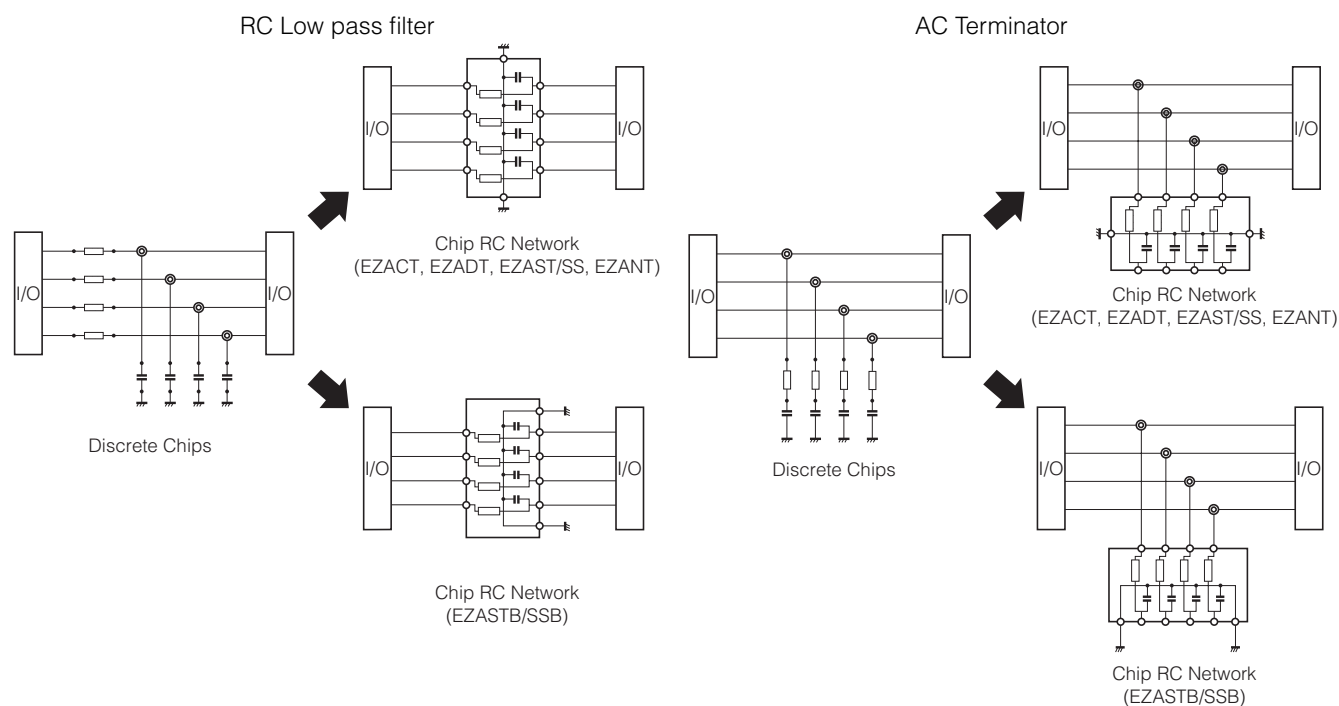 RC Low pass filter
I/O
I/O
Chip RC Network
(EZACT, EZADT, EZAST/SS, EZANT)
I/O
I/O
Discrete Chips
I/O
I/O
Chip RC Network
(EZASTB/SSB)
AC Terminator
I/O
I/O
Chip RC Network
(EZACT, EZADT, EZAST/SS, EZANT)
I/O
I/O
Discrete Chips
I/O
I/O
Chip RC Network
(EZASTB/SSB)